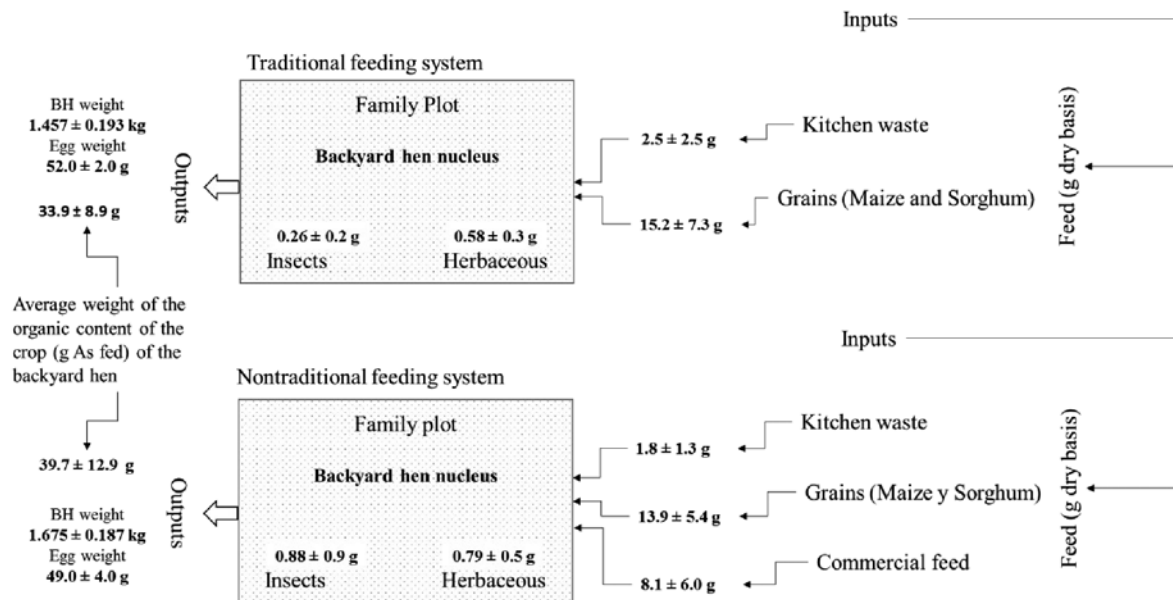 Inputs
Traditional feeding system
BH weight
1.457 ± 0.193 kg
Egg weight
52.0 ± 2.0 g
33.9 ± 8.9 g
Outputs
Family Plot
Backyard hen nucleus
0.26 ± 0.2 g
Insects
0.58 ± 0.3 g
Herbaceous
2.5 ± 2.5 g
Kitchen waste
15.2 ± 7.3 g
Grains (Maize and Sorghum)
Feed (g dry basis)
Average weight of the
organic content of the
crop (g As fed) of the
backyard hen
Inputs
Nontraditional feeding system
39.7 ± 12.9 g
BH weight
1.675 ± 0.187 kg
Egg weight
49.0 ± 4.0 g
Outputs
Family plot
Backyard hen nucleus
0.88 ± 0.9 g
Insects
0.79 ± 0.5 g
Herbaceous
1.8 ± 1.3 g
Kitchen waste
13.9 ± 5.4 g
Grains (Maize y Sorghum)
8.1 ± 6.0 g
Commercial feed
Feed (g dry basis)